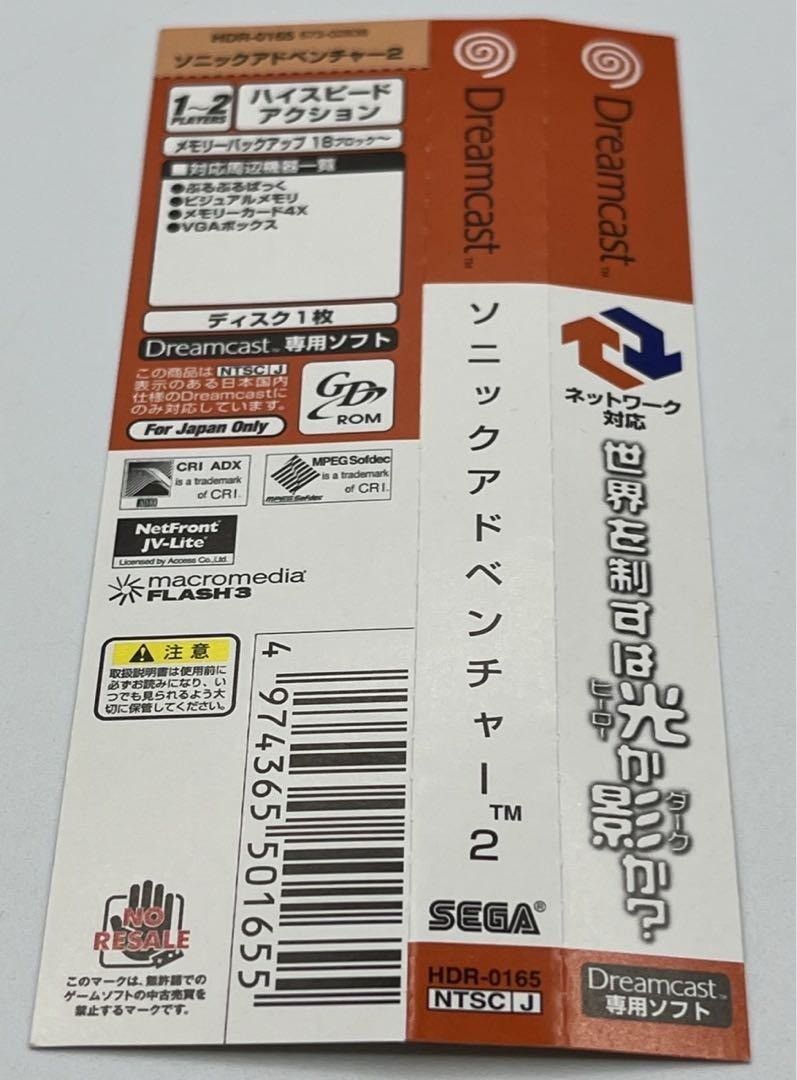 HDR-0165 673-02838
ソニックアドベンチャー2
1~2
PLAYERS
ハイスピード
アクション
メモリーバックアップ 18ブロック~
■対応周辺機器一覧
●ぷるぷるぱっく
●ビジュアルメモリ
●メモリーカード4X
●VGAボックス
ディスク1枚
Dreamcast™ 専用ソフト
この商品は NTSC J
表示のある日本国内
仕様のDreamcastに
のみ対応しています。
For Japan Only
GD
ROM
CRI ADX
is a trademark
of CRI.
ADX
MPEG Sofdec
is a trademark
of CRI.
MPEG Sofdec
NetFront®
JV-Lite®
Licensed by Access Co.,Ltd.
macromedia®
FLASH 3
注意
取扱説明書は使用前に
必ずお読みになり、い
つでも見られるよう大
切に保管してください。
4 974365 501655
NO
RESALE
このマークは、無許諾での
ゲームソフトの中古売買を
禁止するマークです。
Dreamcast™
ソニックアドベンチャー™2
SEGA®
HDR-0165
NTSC J
Dreamcast™
ネットワーク
対応
世界を制すは光か影か?
ヒーロー
ダーク
Dreamcast™
専用ソフト